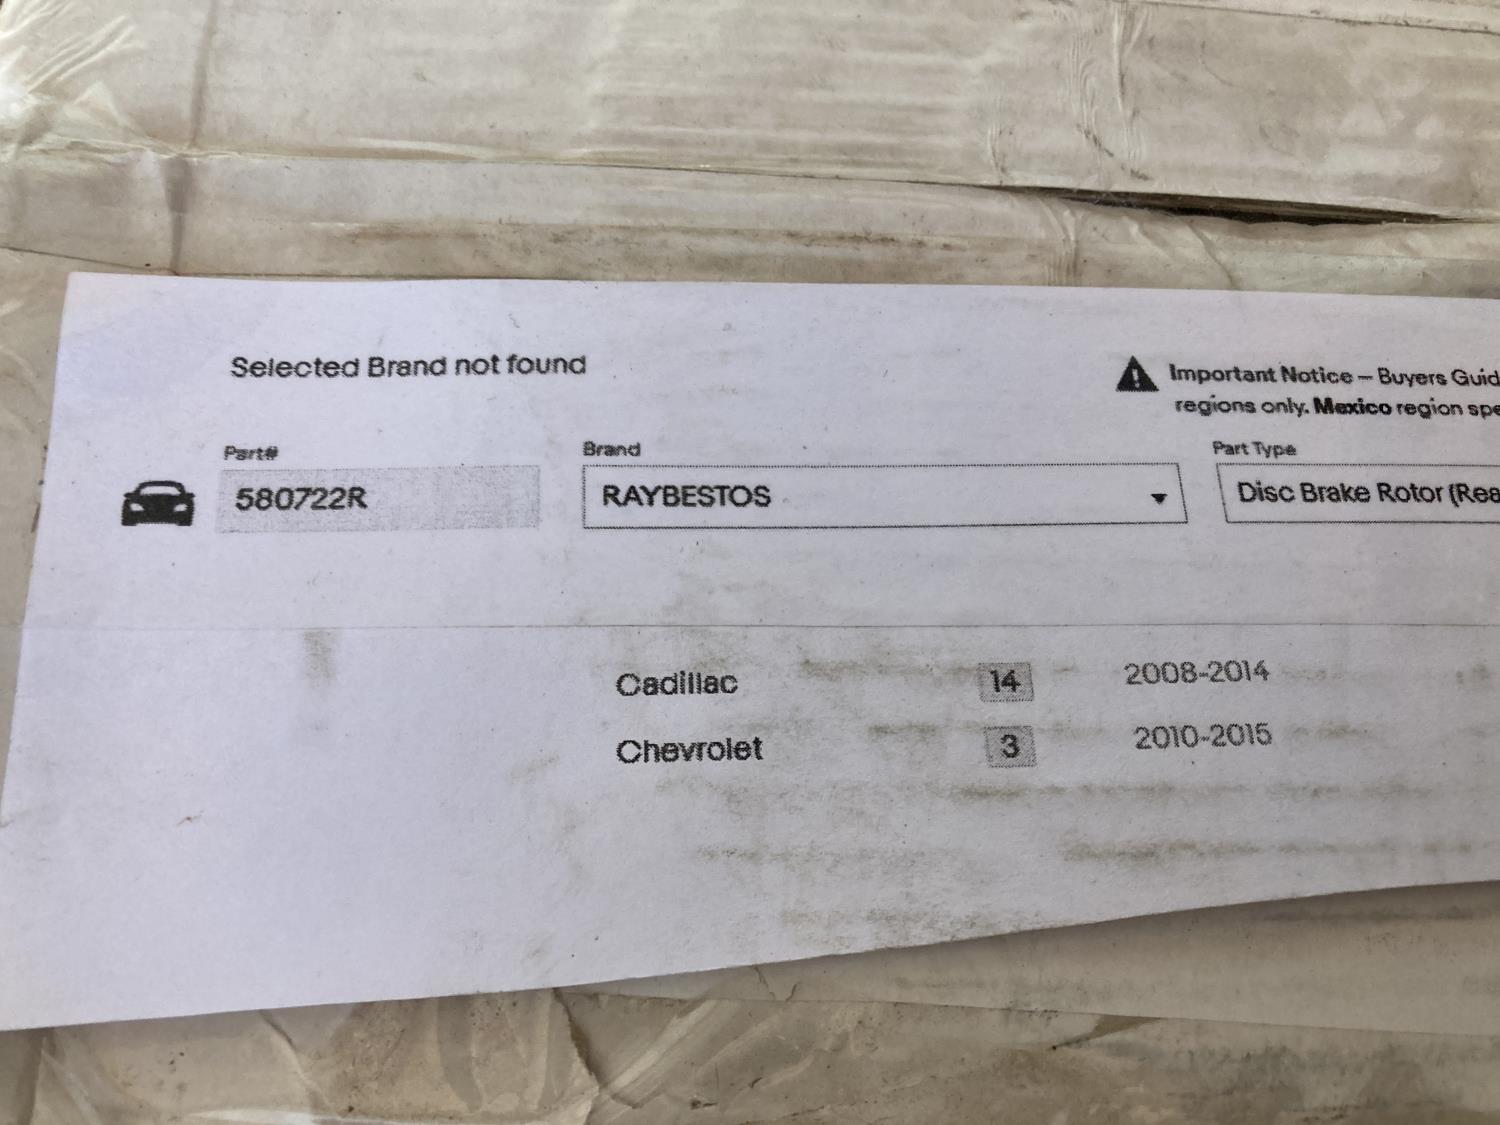 Selected Brand not found
Important Notice – Buyers Guid
regions only. Mexico region spe
Part#
Brand
Part Type
580722R
RAYBESTOS
Disc Brake Rotor (Rea
Cadillac 14 2008-2014
Chevrolet 3 2010-2015